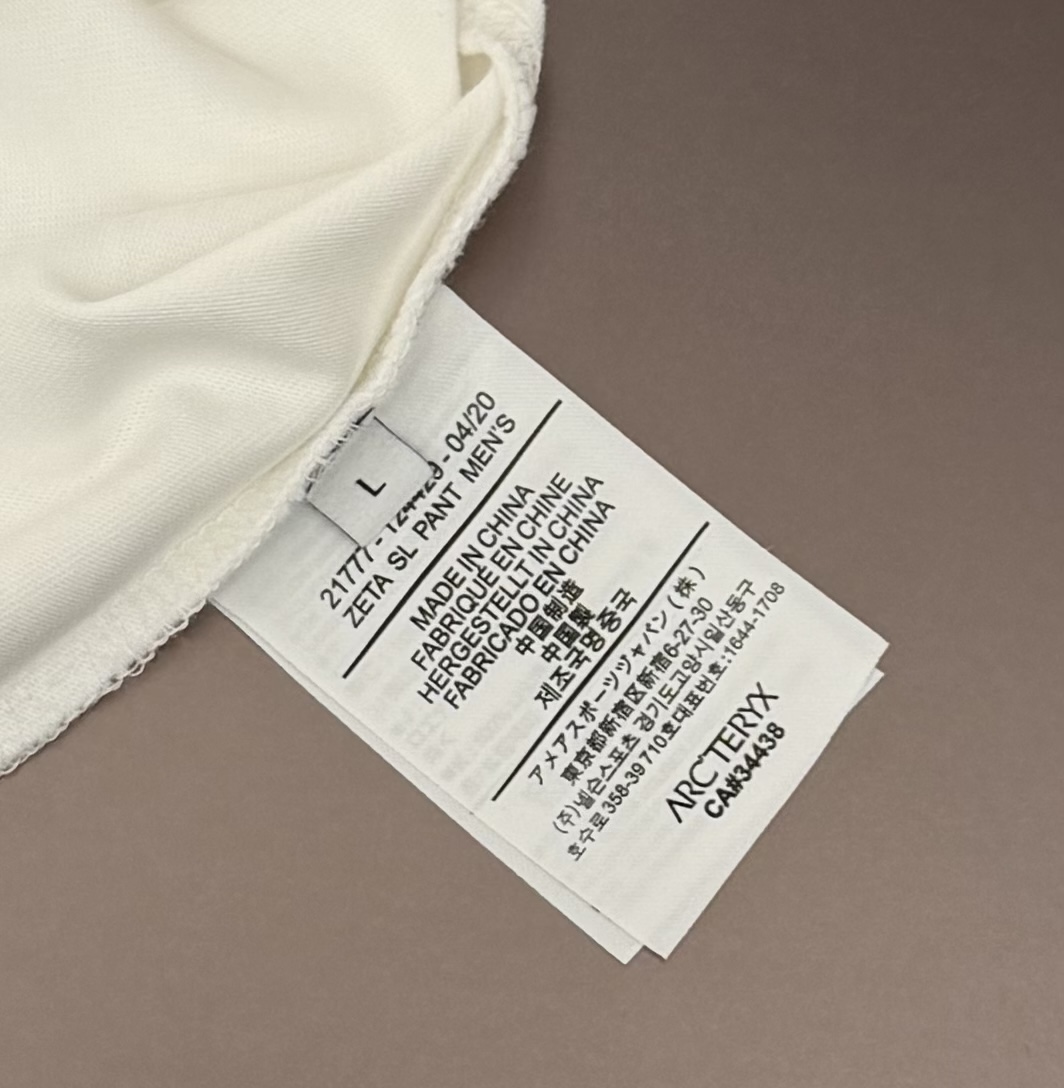 L
21777 - 124429 - 04/20
ZETA SL PANT MEN'S
MADE IN CHINA
FABRIQUÉ EN CHINE
HERGESTELLT IN CHINA
FABRICADO EN CHINA
中国制造
中國製
제조국명 중국
アメアスポーツジャパン(株)
東京都新宿区新宿6-27-30
(주)넬슨스포츠 경기도고양시일산동구
호수로 358-39 710호대표번호:1644-1708
ARC'TERYX
CA#34438